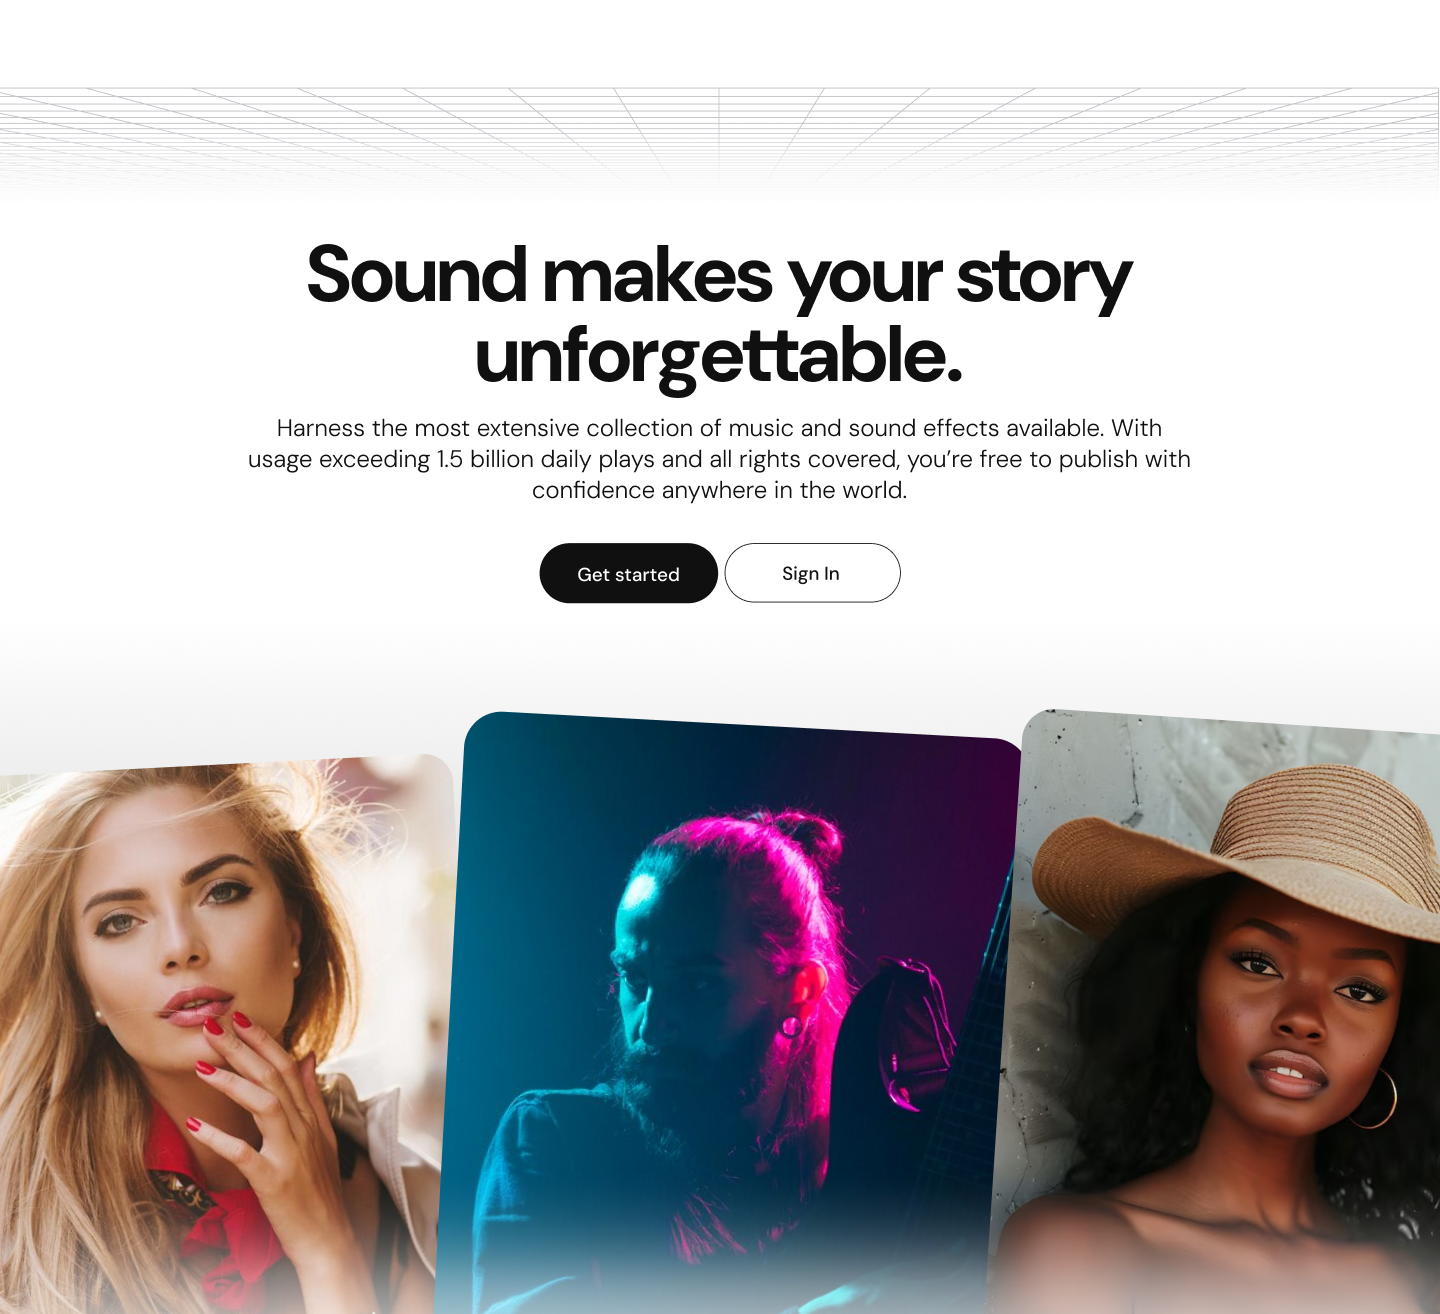 Sound makes your story
unforgettable.
Harness the most extensive collection of music and sound effects available. With
usage exceeding 1.5 billion daily plays and all rights covered, you’re free to publish with
confidence anywhere in the world.
Get started
Sign In